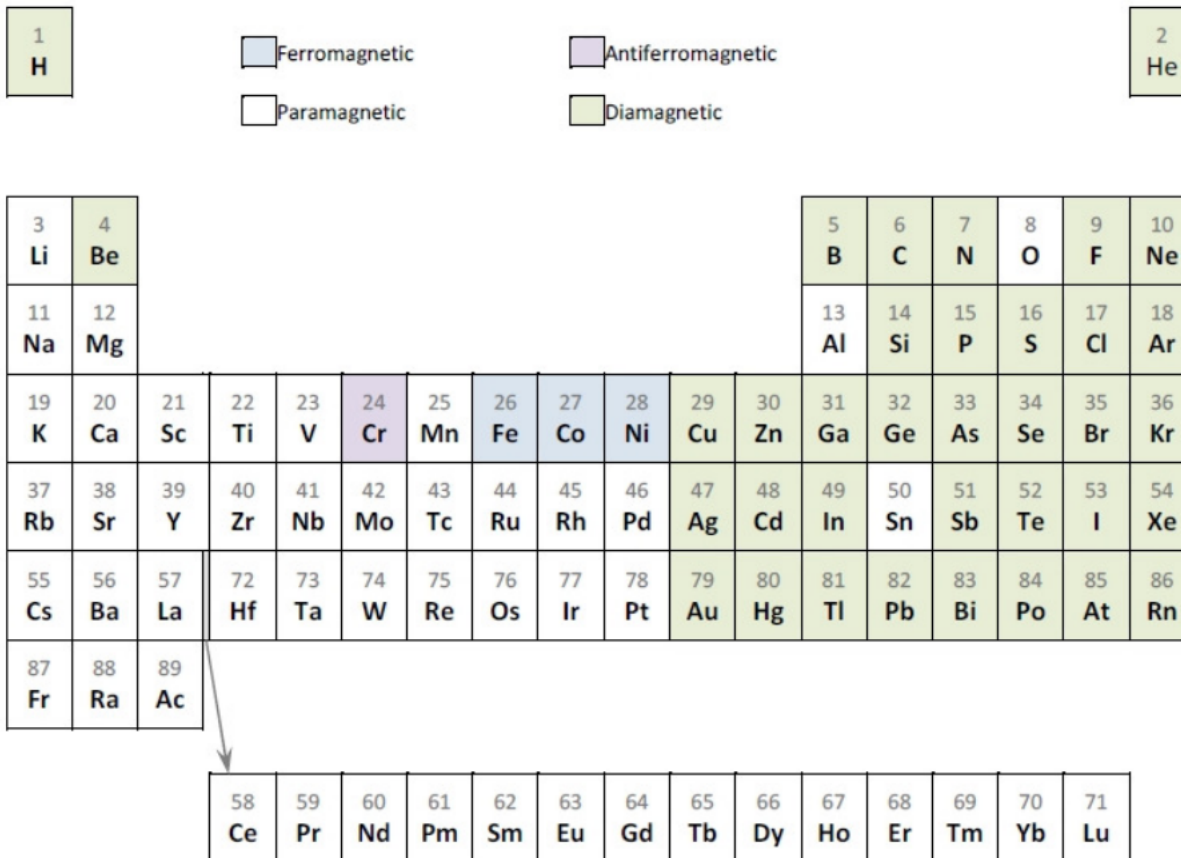 1 2
H Ferromagnetic Antiferromagnetic He
Paramagnetic Diamagnetic
3 4 5 6 7 8 9 10
Li Be B C N O F Ne
11 12 13 14 15 16 17 18
Na Mg Al Si P S Cl Ar
19 20 21 22 23 24 25 26 27 28 29 30 31 32 33 34 35 36
K Ca Sc Ti V Cr Mn Fe Co Ni Cu Zn Ga Ge As Se Br Kr
37 38 39 40 41 42 43 44 45 46 47 48 49 50 51 52 53 54
Rb Sr Y Zr Nb Mo Tc Ru Rh Pd Ag Cd In Sn Sb Te I Xe
55 56 57 72 73 74 75 76 77 78 79 80 81 82 83 84 85 86
Cs Ba La Hf Ta W Re Os Ir Pt Au Hg Tl Pb Bi Po At Rn
87 88 89
Fr Ra Ac
58 59 60 61 62 63 64 65 66 67 68 69 70 71
Ce Pr Nd Pm Sm Eu Gd Tb Dy Ho Er Tm Yb Lu